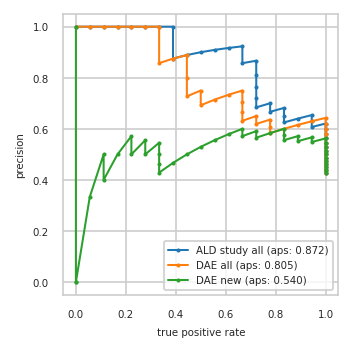 1.0
0.8
0.6
0.4
0.2
0.0
precision
ALD study all (aps: 0.872)
DAE all (aps: 0.805)
DAE new (aps: 0.540)
0.0 0.2 0.4 0.6 0.8 1.0
true positive rate